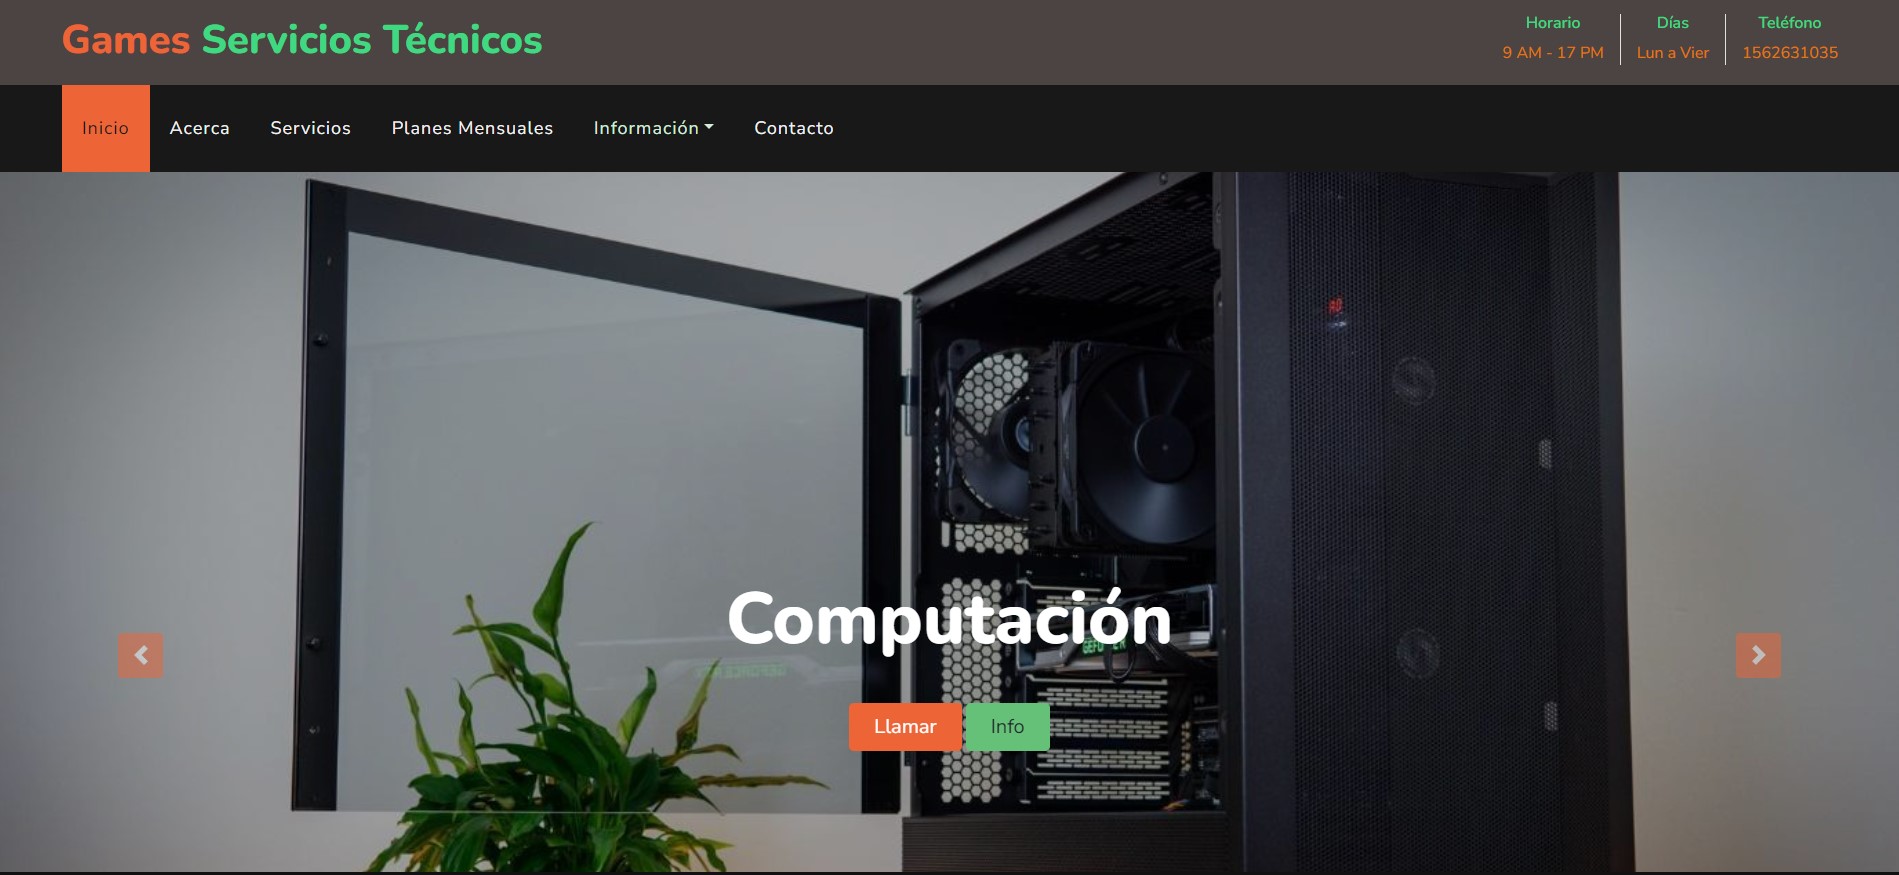 Games Servicios Técnicos
Horario
9 AM - 17 PM
Días
Lun a Vier
Teléfono
1562631035
Inicio
Acerca
Servicios
Planes Mensuales
Información
Contacto
A0
Computación
Llamar
Info